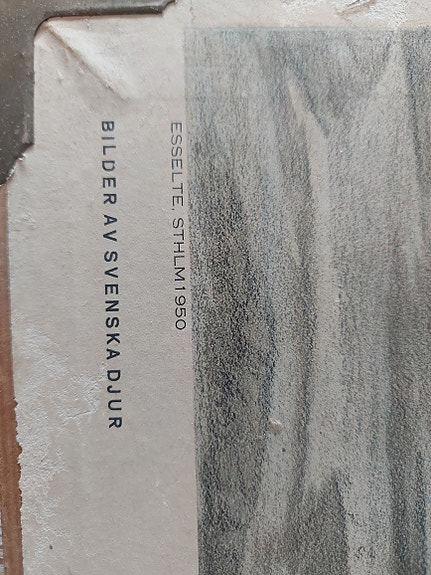 ESSELTE, STHLM 1950
BILDER AV SVENSKA DJUR